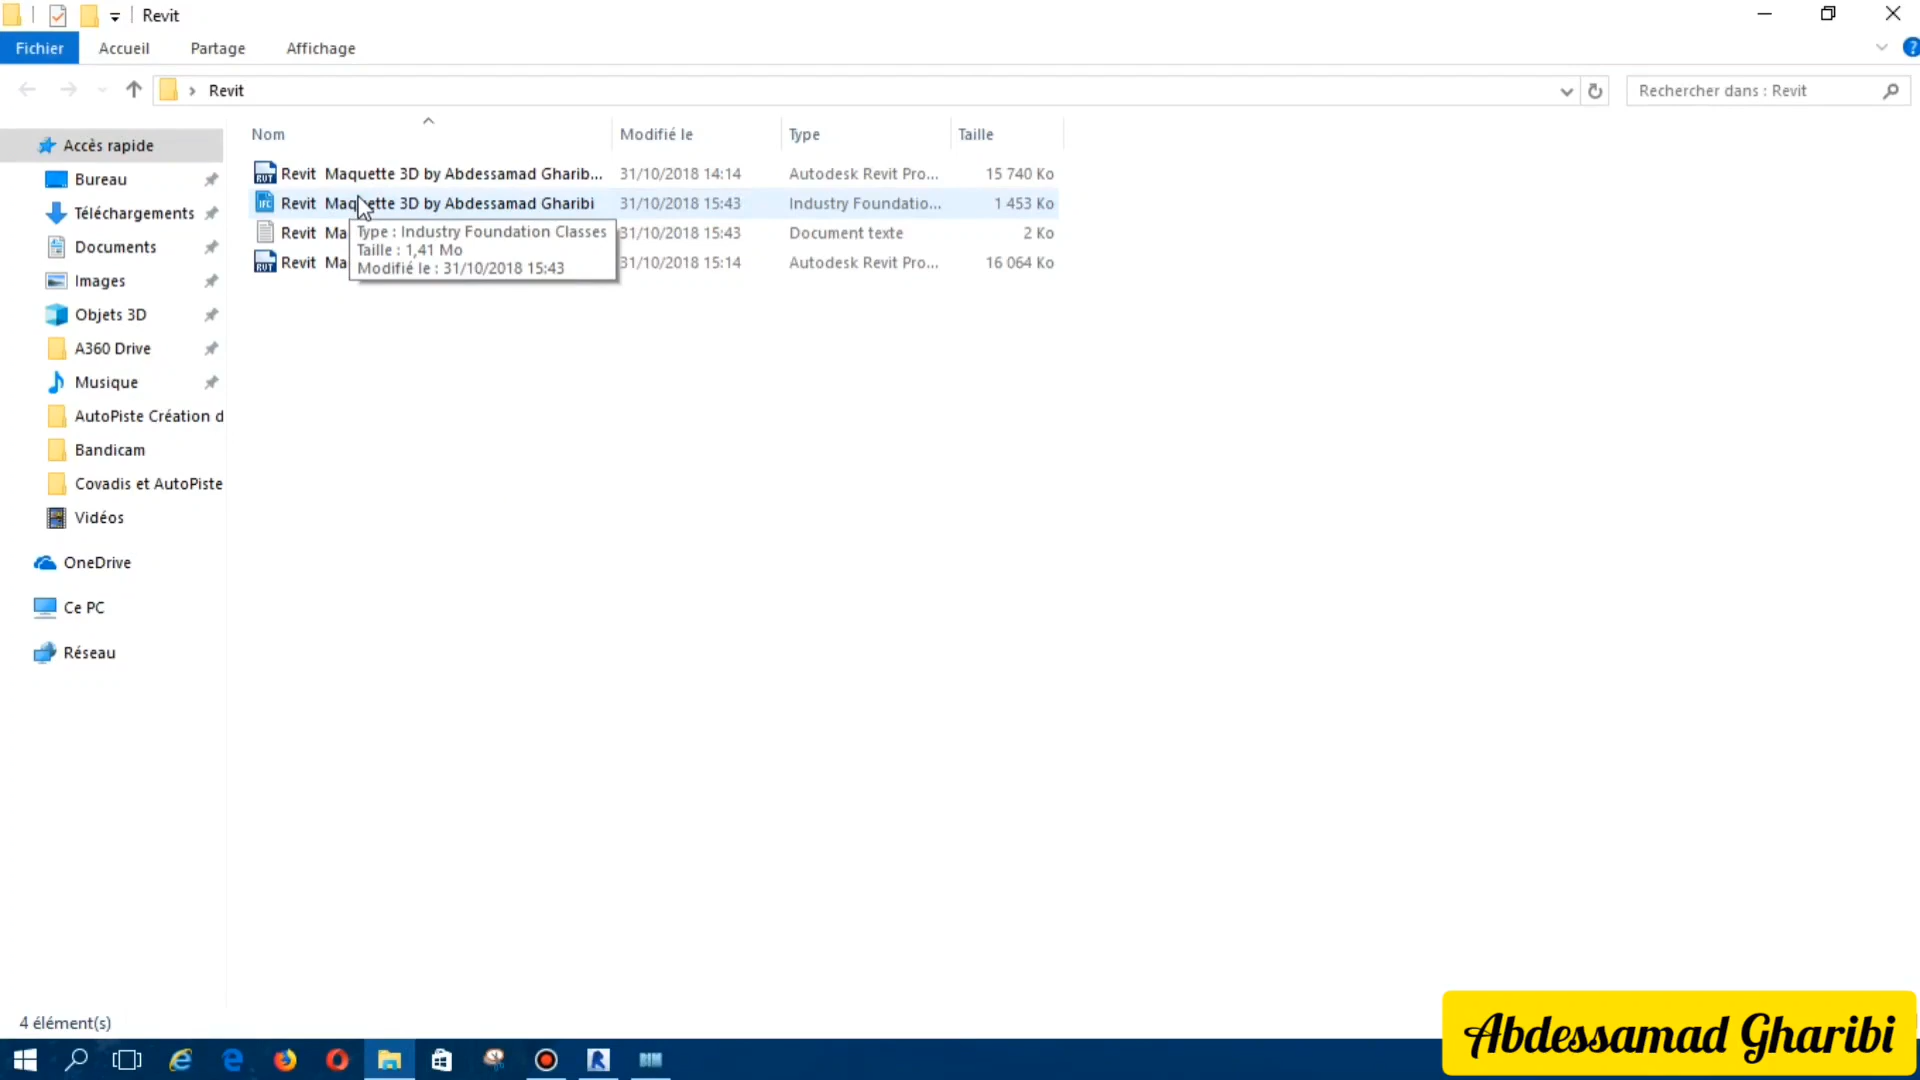 Revit
Fichier Accueil Partage Affichage
Revit
Rechercher dans : Revit
Nom Modifié le Type Taille
Revit Maquette 3D by Abdessamad Gharib... 31/10/2018 14:14 Autodesk Revit Pro... 15 740 Ko
Revit Maquette 3D by Abdessamad Gharibi 31/10/2018 15:43 Industry Foundatio... 1 453 Ko
Revit Ma 31/10/2018 15:43 Document texte 2 Ko
Revit Ma 31/10/2018 15:14 Autodesk Revit Pro... 16 064 Ko
Type : Industry Foundation Classes
Taille : 1,41 Mo
Modifié le : 31/10/2018 15:43
Accès rapide
Bureau
Téléchargements
Documents
Images
Objets 3D
A360 Drive
Musique
AutoPiste Création d
Bandicam
Covadis et AutoPiste
Vidéos
OneDrive
Ce PC
Réseau
4 élément(s)
Abdessamad Gharibi
BIM